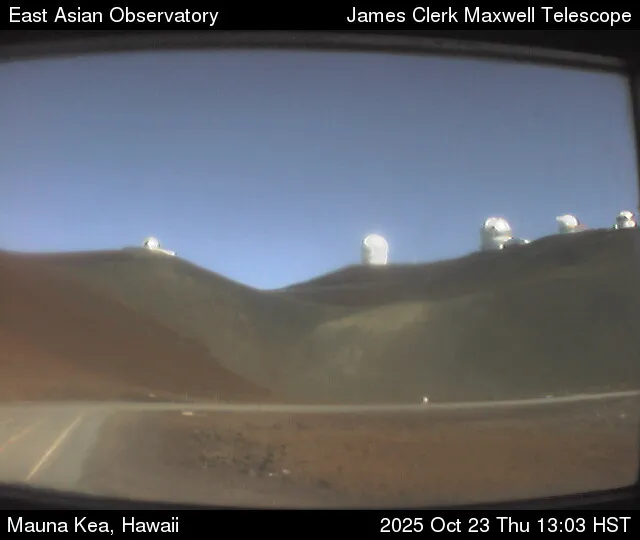 East Asian Observatory
James Clerk Maxwell Telescope
Mauna Kea, Hawaii
2025 Oct 23 Thu 13:03 HST